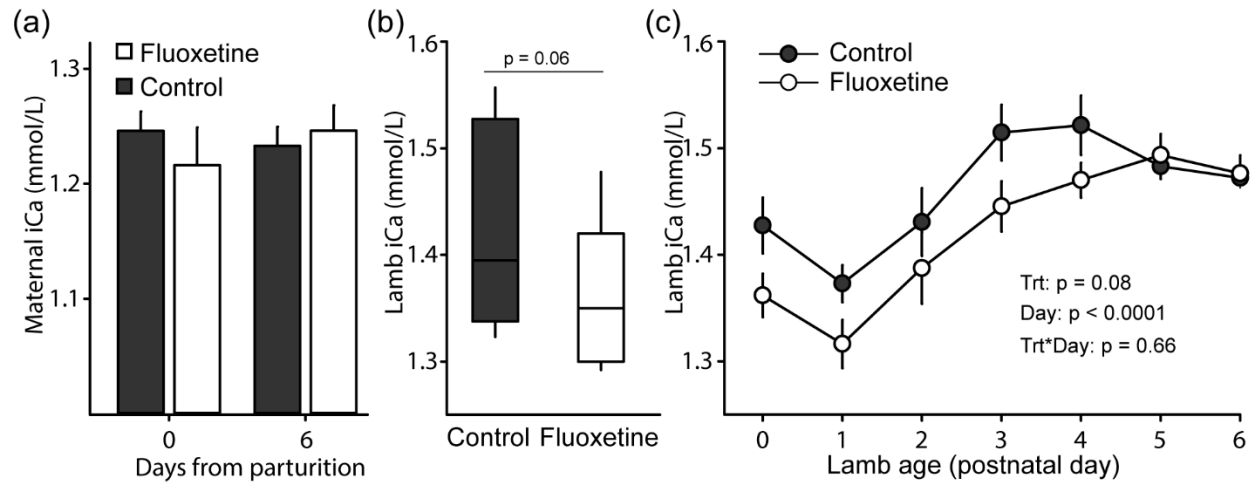 (a)
Maternal iCa (mmol/L)
1.3
1.2
1.1
Fluoxetine
Control
0
6
Days from parturition
(b)
Lamb iCa (mmol/L)
1.6
1.5
1.4
1.3
p = 0.06
Control
Fluoxetine
(c)
Lamb iCa (mmol/L)
1.6
1.5
1.4
1.3
Control
Fluoxetine
Trt: p = 0.08
Day: p < 0.0001
Trt*Day: p = 0.66
0
1
2
3
4
5
6
Lamb age (postnatal day)